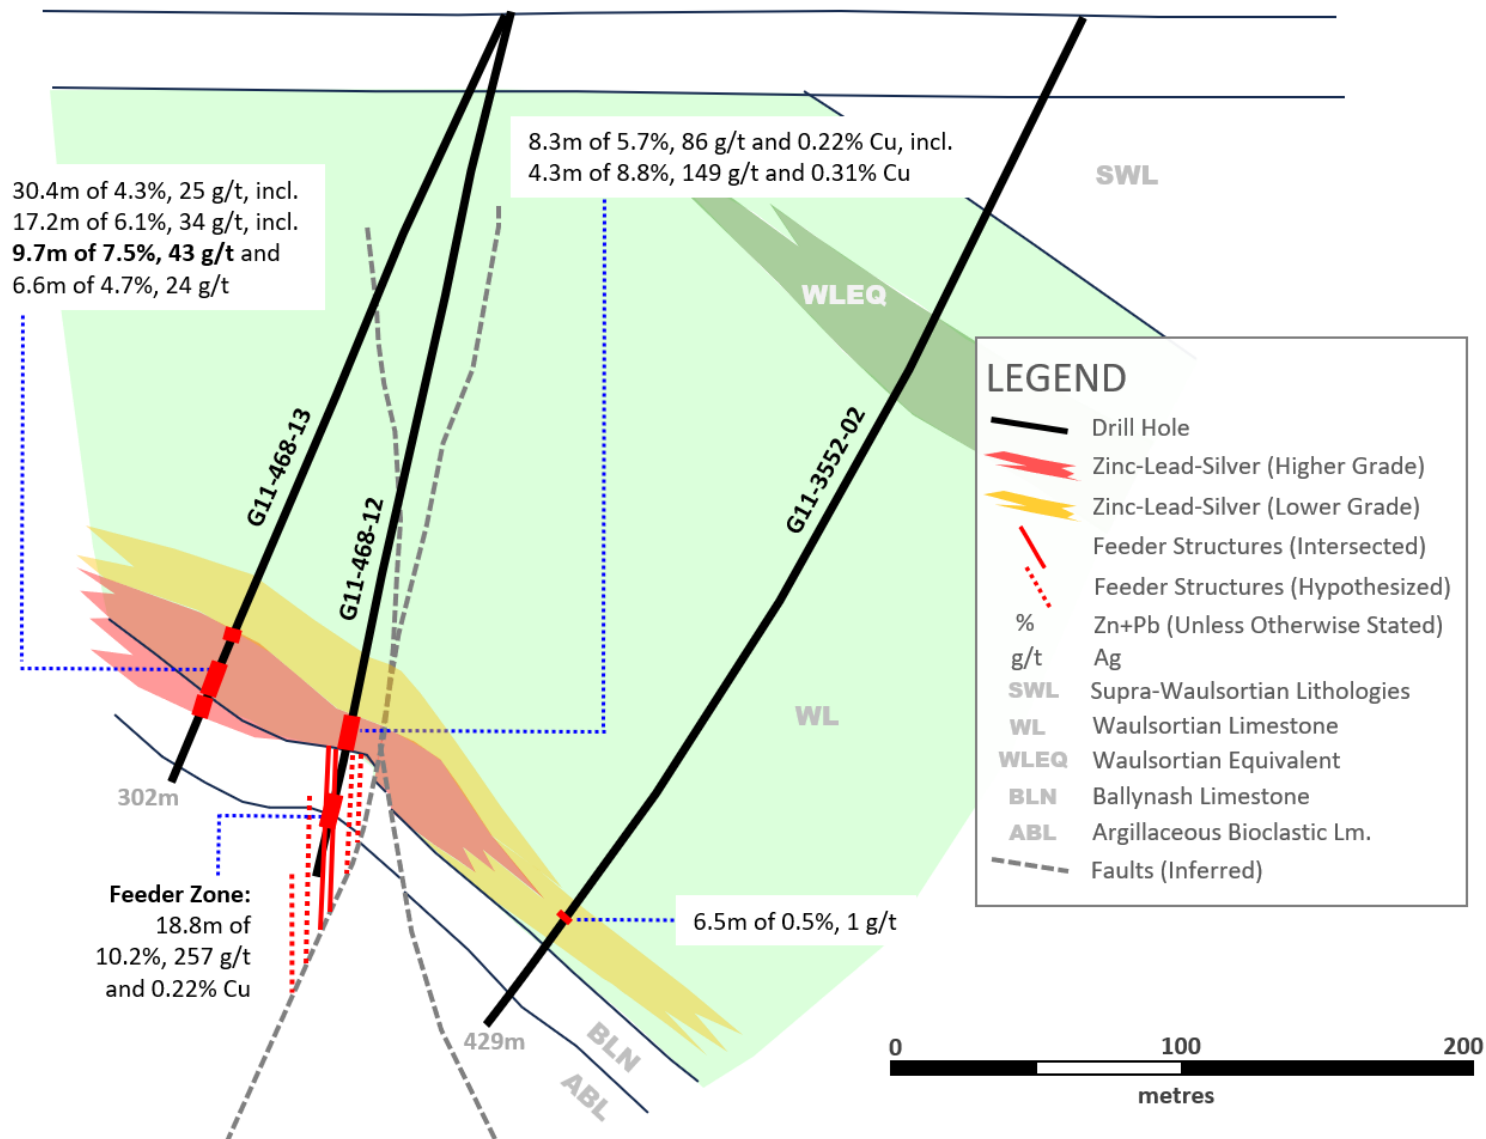 8.3m of 5.7%, 86 g/t and 0.22% Cu, incl.
4.3m of 8.8%, 149 g/t and 0.31% Cu
SWL
30.4m of 4.3%, 25 g/t, incl.
17.2m of 6.1%, 34 g/t, incl.
9.7m of 7.5%, 43 g/t and
6.6m of 4.7%, 24 g/t
WLEQ
G11-468-13
G11-468-12
G11-3552-02
LEGEND
Drill Hole
Zinc-Lead-Silver (Higher Grade)
Zinc-Lead-Silver (Lower Grade)
Feeder Structures (Intersected)
Feeder Structures (Hypothesized)
% Zn+Pb (Unless Otherwise Stated)
g/t Ag
SWL Supra-Waulsortian Lithologies
WL Waulsortian Limestone
WLEQ Waulsortian Equivalent
BLN Ballynash Limestone
ABL Argillaceous Bioclastic Lm.
Faults (Inferred)
WL
302m
Feeder Zone:
18.8m of
10.2%, 257 g/t
and 0.22% Cu
6.5m of 0.5%, 1 g/t
429m
BLN
ABL
0 100 200
metres